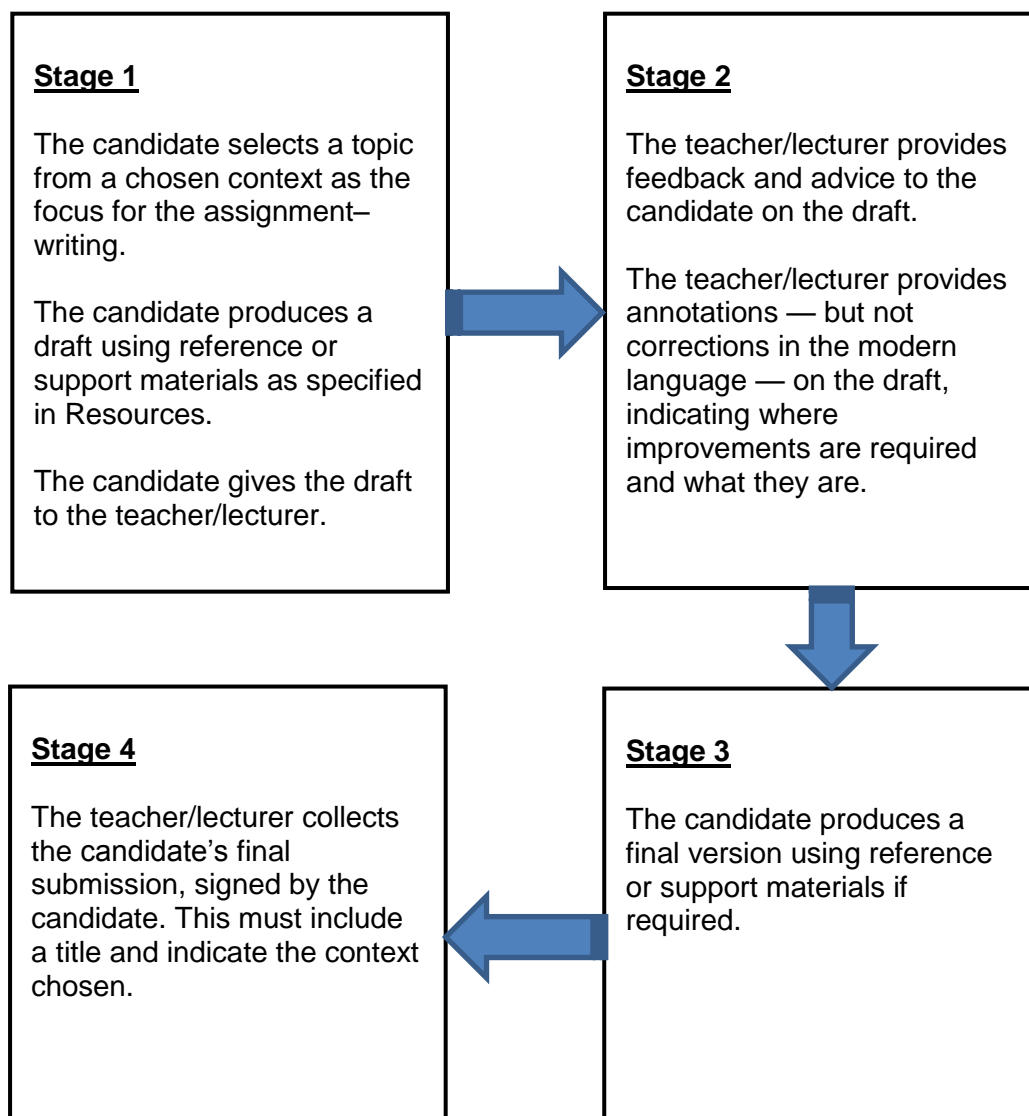 Stage 1
The candidate selects a topic
from a chosen context as the
focus for the assignment–
writing.
The candidate produces a
draft using reference or
support materials as specified
in Resources.
The candidate gives the draft
to the teacher/lecturer.
Stage 2
The teacher/lecturer provides
feedback and advice to the
candidate on the draft.
The teacher/lecturer provides
annotations — but not
corrections in the modern
language — on the draft,
indicating where
improvements are required
and what they are.
Stage 3
The candidate produces a
final version using reference
or support materials if
required.
Stage 4
The teacher/lecturer collects
the candidate’s final
submission, signed by the
candidate. This must include
a title and indicate the context
chosen.